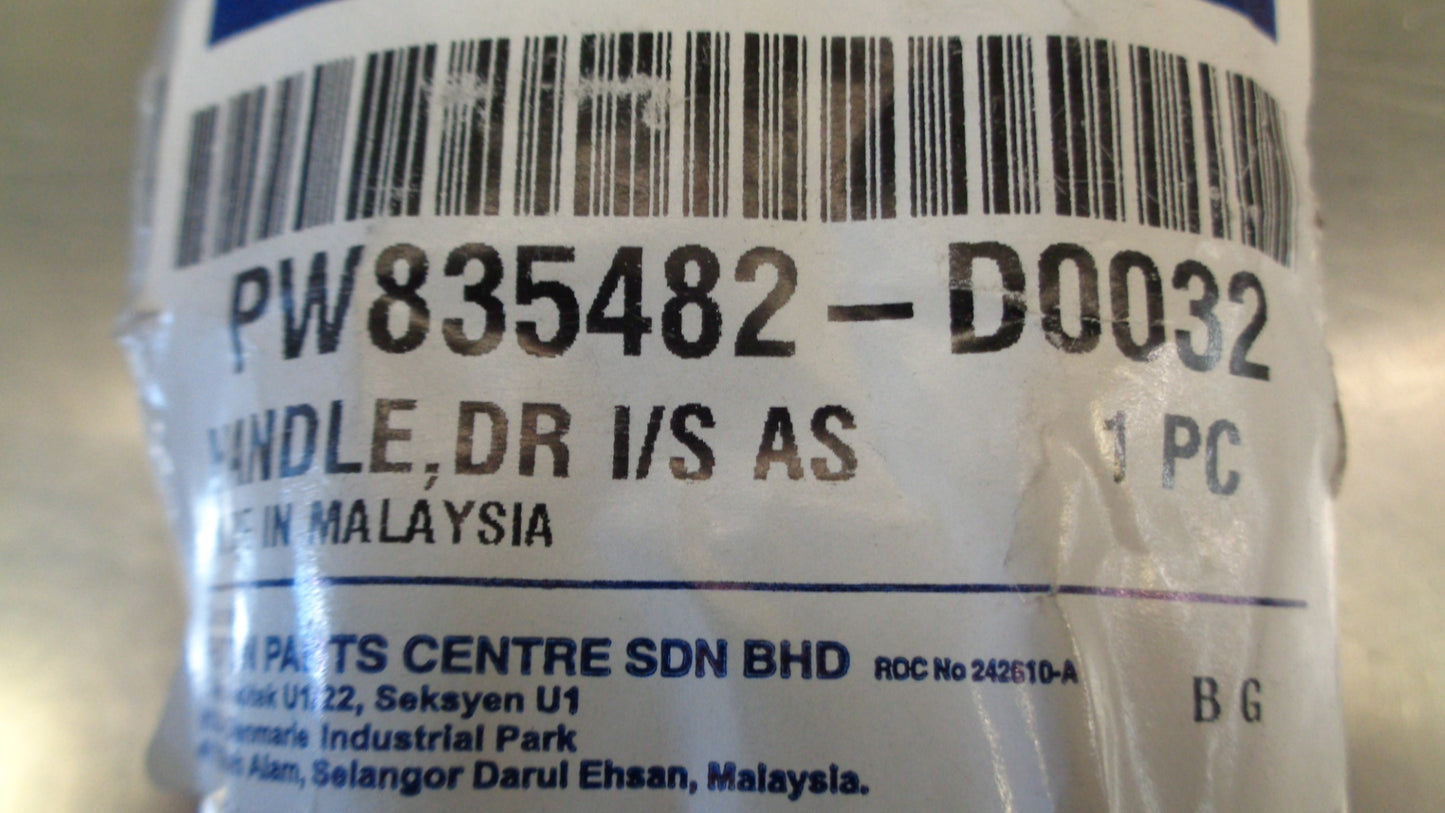 PW835482-D0032
HANDLE, DR I/S AS 1 PC
IN MALAYSIA
PARTS CENTRE SDN BHD ROC No 242610-A
U1/22, Seksyen U1
B G
Industrial Park
Alam, Selangor Darul Ehsan, Malaysia.